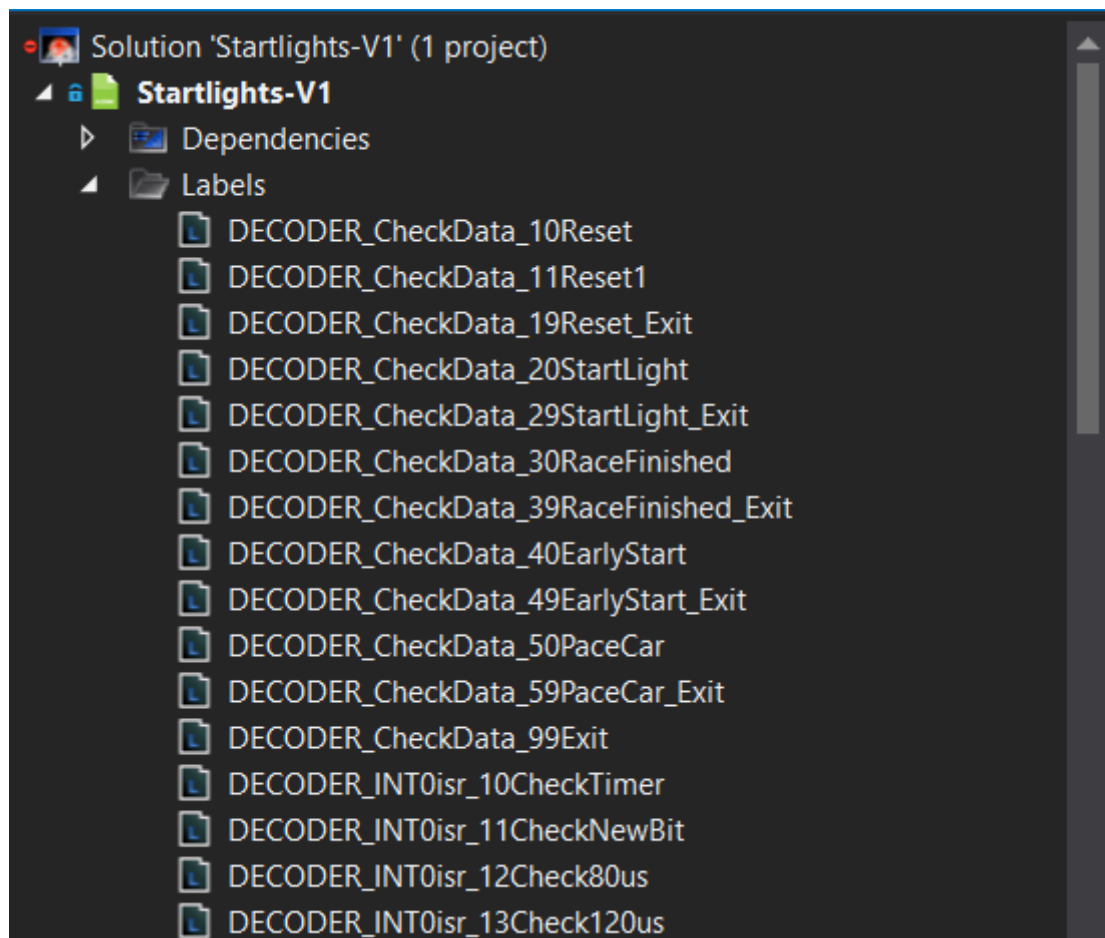 Solution 'Startlights-V1' (1 project)
Startlights-V1
Dependencies
Labels
DECODER_CheckData_10Reset
DECODER_CheckData_11Reset1
DECODER_CheckData_19Reset_Exit
DECODER_CheckData_20StartLight
DECODER_CheckData_29StartLight_Exit
DECODER_CheckData_30RaceFinished
DECODER_CheckData_39RaceFinished_Exit
DECODER_CheckData_40EarlyStart
DECODER_CheckData_49EarlyStart_Exit
DECODER_CheckData_50PaceCar
DECODER_CheckData_59PaceCar_Exit
DECODER_CheckData_99Exit
DECODER_INT0isr_10CheckTimer
DECODER_INT0isr_11CheckNewBit
DECODER_INT0isr_12Check80us
DECODER_INT0isr_13Check120us